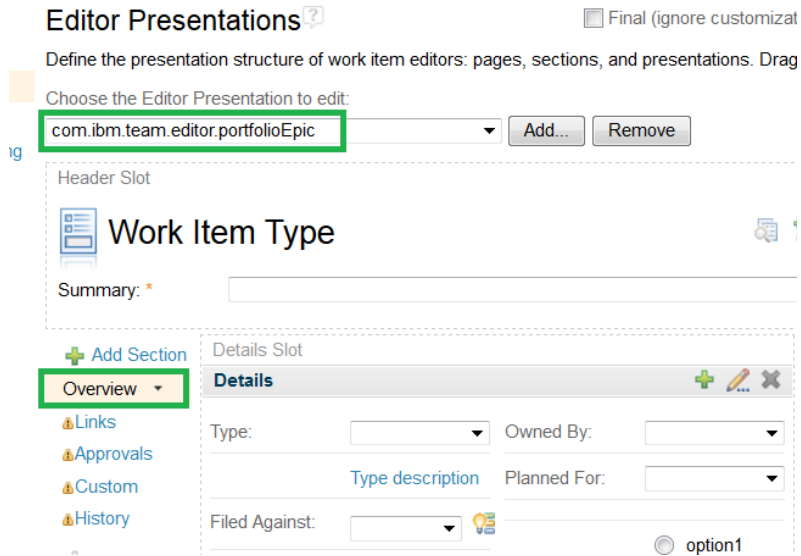 Editor Presentations
Final (ignore customizat
Define the presentation structure of work item editors: pages, sections, and presentations. Drag
Choose the Editor Presentation to edit:
com.ibm.team.editor.portfolioEpic
Add...
Remove
ng
Header Slot
Work Item Type
Summary: *
Add Section
Details Slot
Overview
Details
Links
Type:
Owned By:
Approvals
Type description
Planned For:
Custom
History
Filed Against:
option1